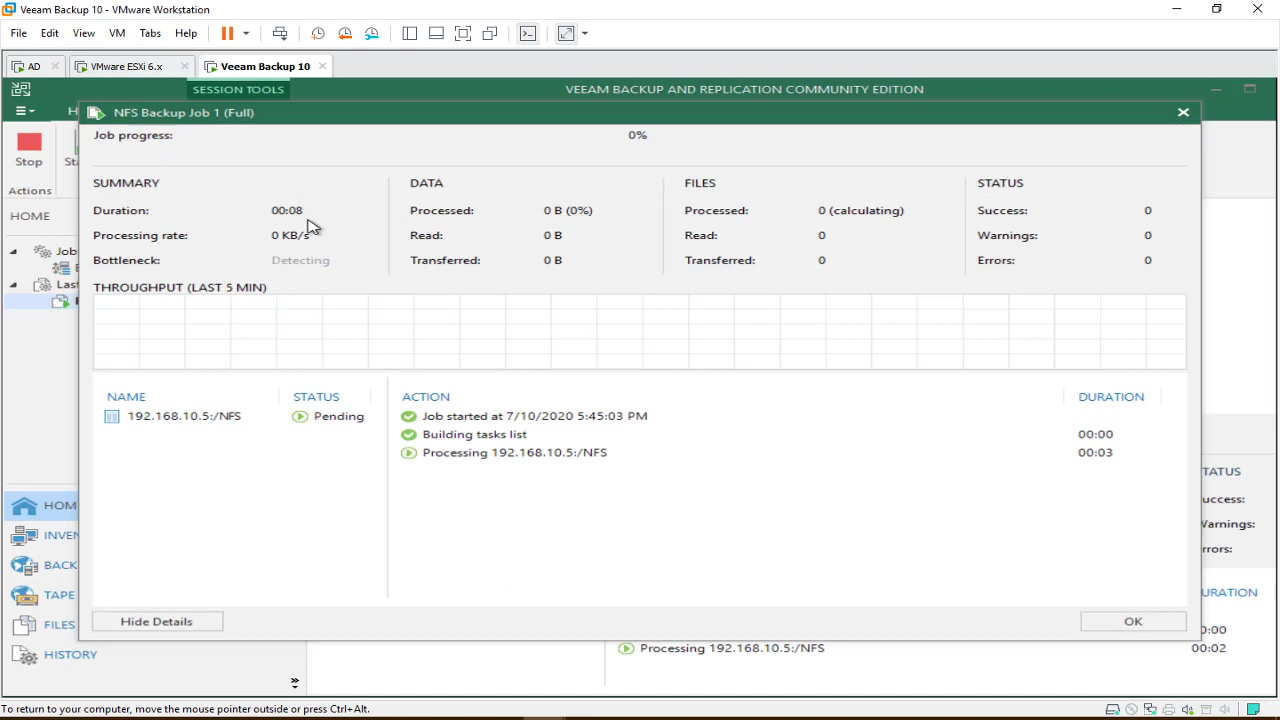 Veeam Backup 10 - VMware Workstation
File Edit View VM Tabs Help
AD VMware ESXi 6.x Veeam Backup 10
SESSION TOOLS VEEAM BACKUP AND REPLICATION COMMUNITY EDITION
NFS Backup Job 1 (Full)
Job progress: 0%
Stop
Actions
HOME
SUMMARY DATA FILES STATUS
Duration: 00:08 Processed: 0 B (0%) Processed: 0 (calculating) Success: 0
Processing rate: 0 KB/s Read: 0 B Read: 0 Warnings: 0
Bottleneck: Detecting Transferred: 0 B Transferred: 0 Errors: 0
THROUGHPUT (LAST 5 MIN)
NAME STATUS ACTION DURATION
192.168.10.5:/NFS Pending Job started at 7/10/2020 5:45:03 PM
Building tasks list 00:00
Processing 192.168.10.5:/NFS 00:03
Hide Details OK
TAPE
FILES
HISTORY
Processing 192.168.10.5:/NFS 00:02
To return to your computer, move the mouse pointer outside or press Ctrl+Alt.